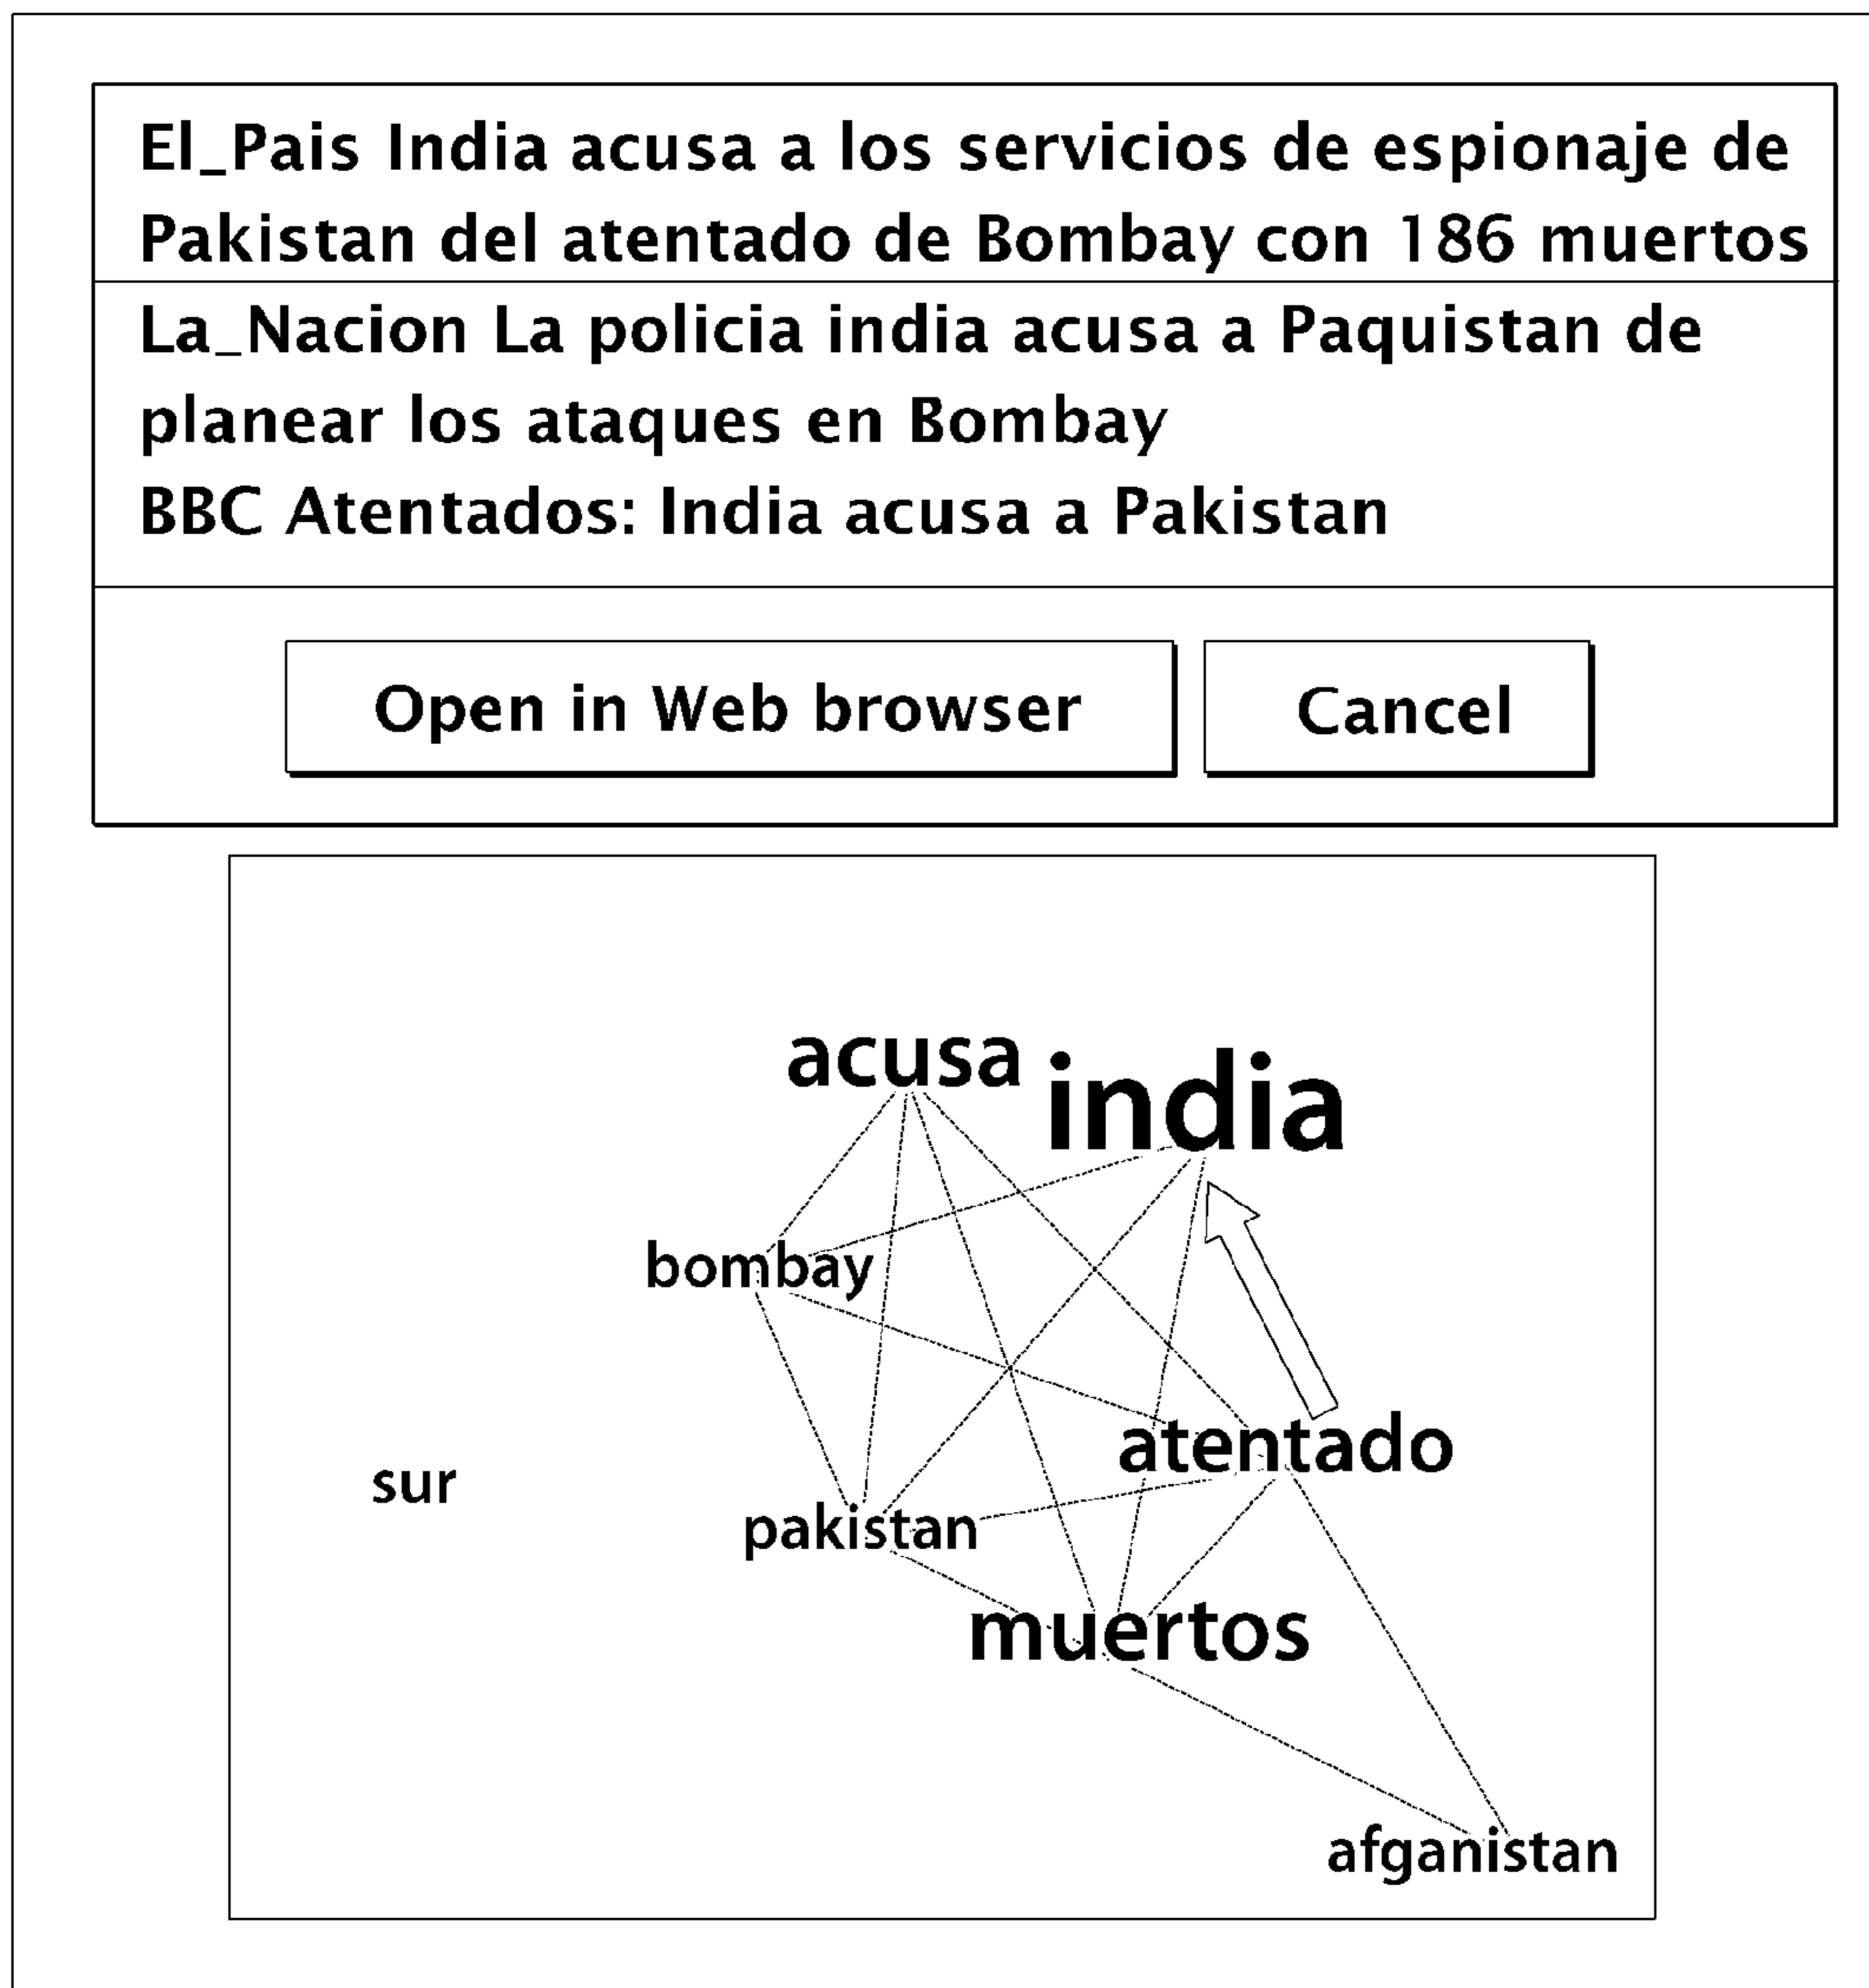 El_Pais India acusa a los servicios de espionaje de
Pakistan del atentado de Bombay con 186 muertos
La_Nacion La policia india acusa a Paquistan de
planear los ataques en Bombay
BBC Atentados: India acusa a Pakistan
Open in Web browser
Cancel
acusa
india
bombay
atentado
sur
pakistan
muertos
afganistan